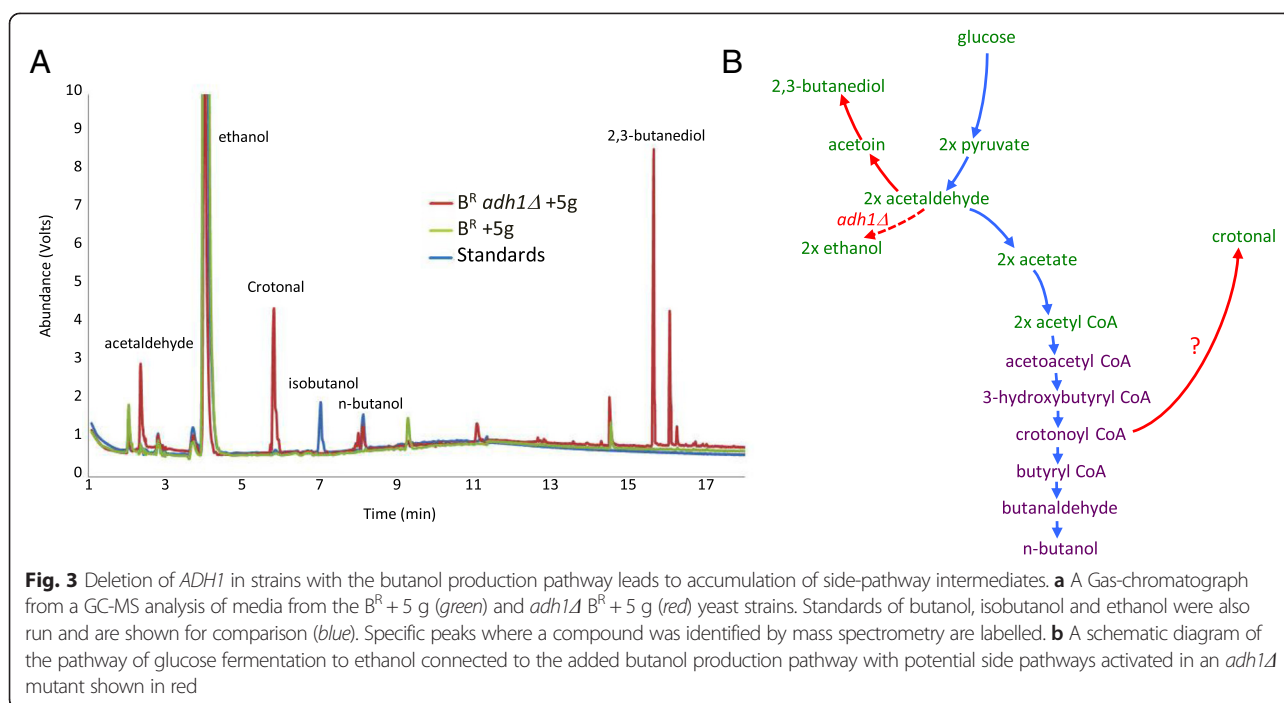 A
10
9
8
7
6
5
4
3
2
1
0
Abundance (Volts)
1 3 5 7 9 11 13 15 17
Time (min)
acetaldehyde
ethanol
Crotonal
isobutanol
n-butanol
2,3-butanediol
Bᴿ adh1Δ +5g
Bᴿ +5g
Standards
B
glucose
2,3-butanediol
acetoin
2x pyruvate
2x acetaldehyde
adh1Δ
2x ethanol
2x acetate
crotonal
2x acetyl CoA
?
acetoacetyl CoA
3-hydroxybutyryl CoA
crotonoyl CoA
butyryl CoA
butanaldehyde
n-butanol
Fig. 3 Deletion of ADH1 in strains with the butanol production pathway leads to accumulation of side-pathway intermediates. a A Gas-chromatograph
from a GC-MS analysis of media from the Bᴿ + 5 g (green) and adh1Δ Bᴿ + 5 g (red) yeast strains. Standards of butanol, isobutanol and ethanol were also
run and are shown for comparison (blue). Specific peaks where a compound was identified by mass spectrometry are labelled. b A schematic diagram of
the pathway of glucose fermentation to ethanol connected to the added butanol production pathway with potential side pathways activated in an adh1Δ
mutant shown in red